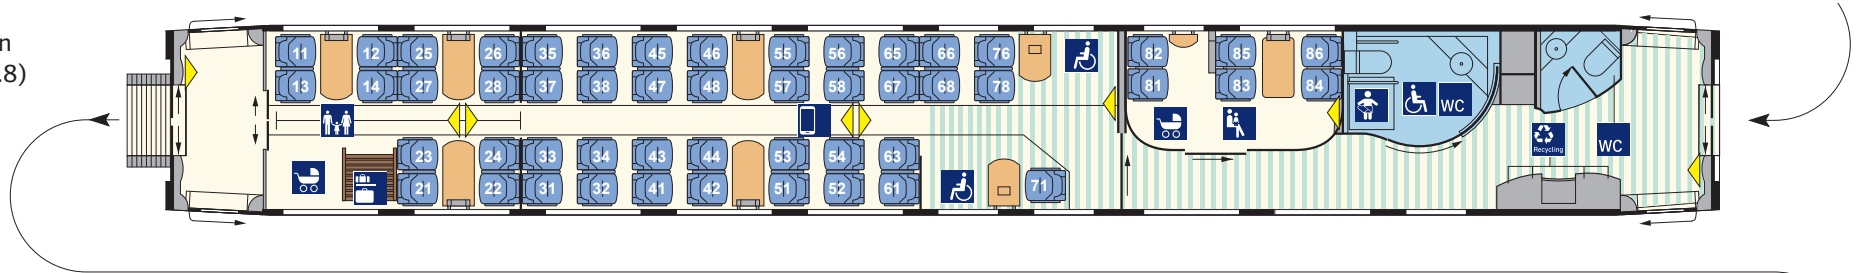 n
.8)
11 12 25 26 35 36 45 46 55 56 65 66 76 82 85 86
13 14 27 28 37 38 47 48 57 58 67 68 78 81 83 84
WC
Recycling
WC
23 24 33 34 43 44 53 54 63
21 22 31 32 41 42 51 52 61 71